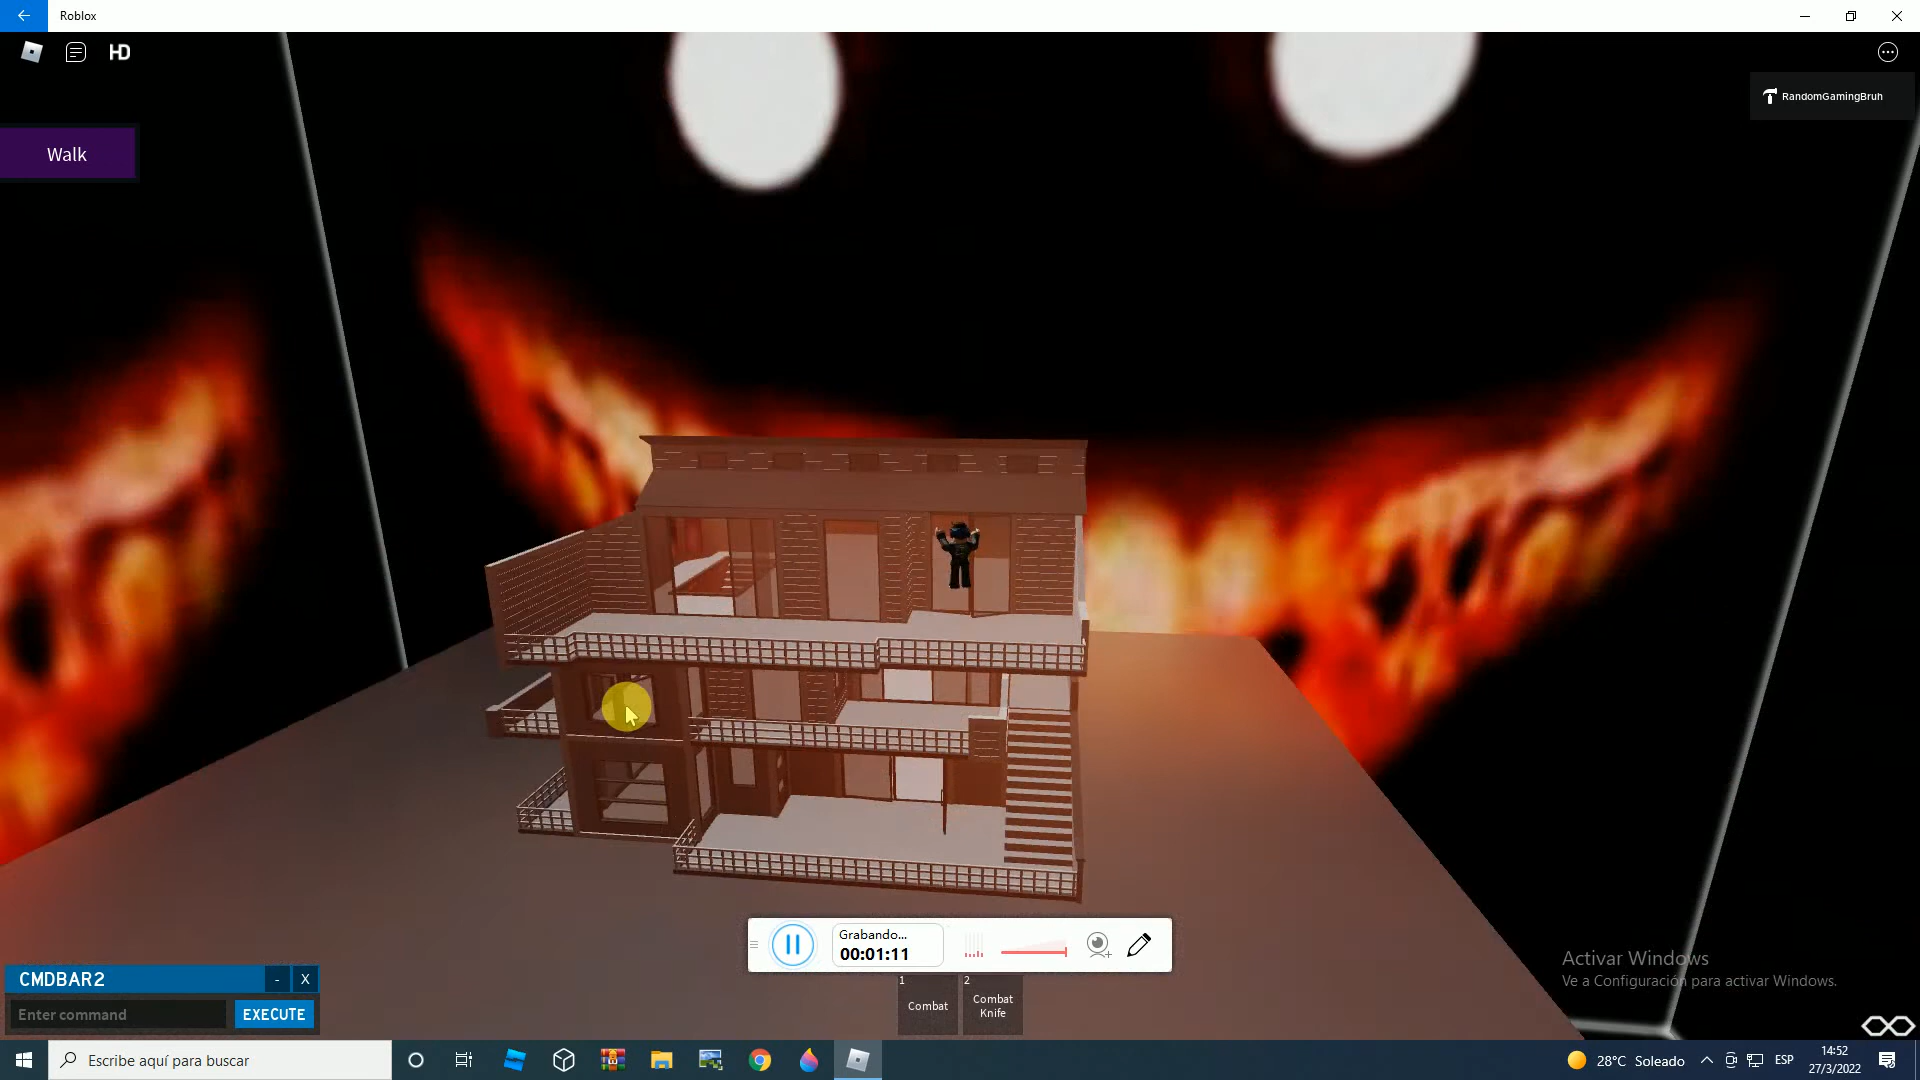 Roblox
HD
RandomGamingBruh
Walk
Grabando...
00:01:11
Activar Windows
Ve a Configuración para activar Windows.
CMDBAR2
-
X
Enter command
EXECUTE
1
Combat
2
Combat
Knife
Escribe aquí para buscar
28°C Soleado
ESP
14:52
27/3/2022